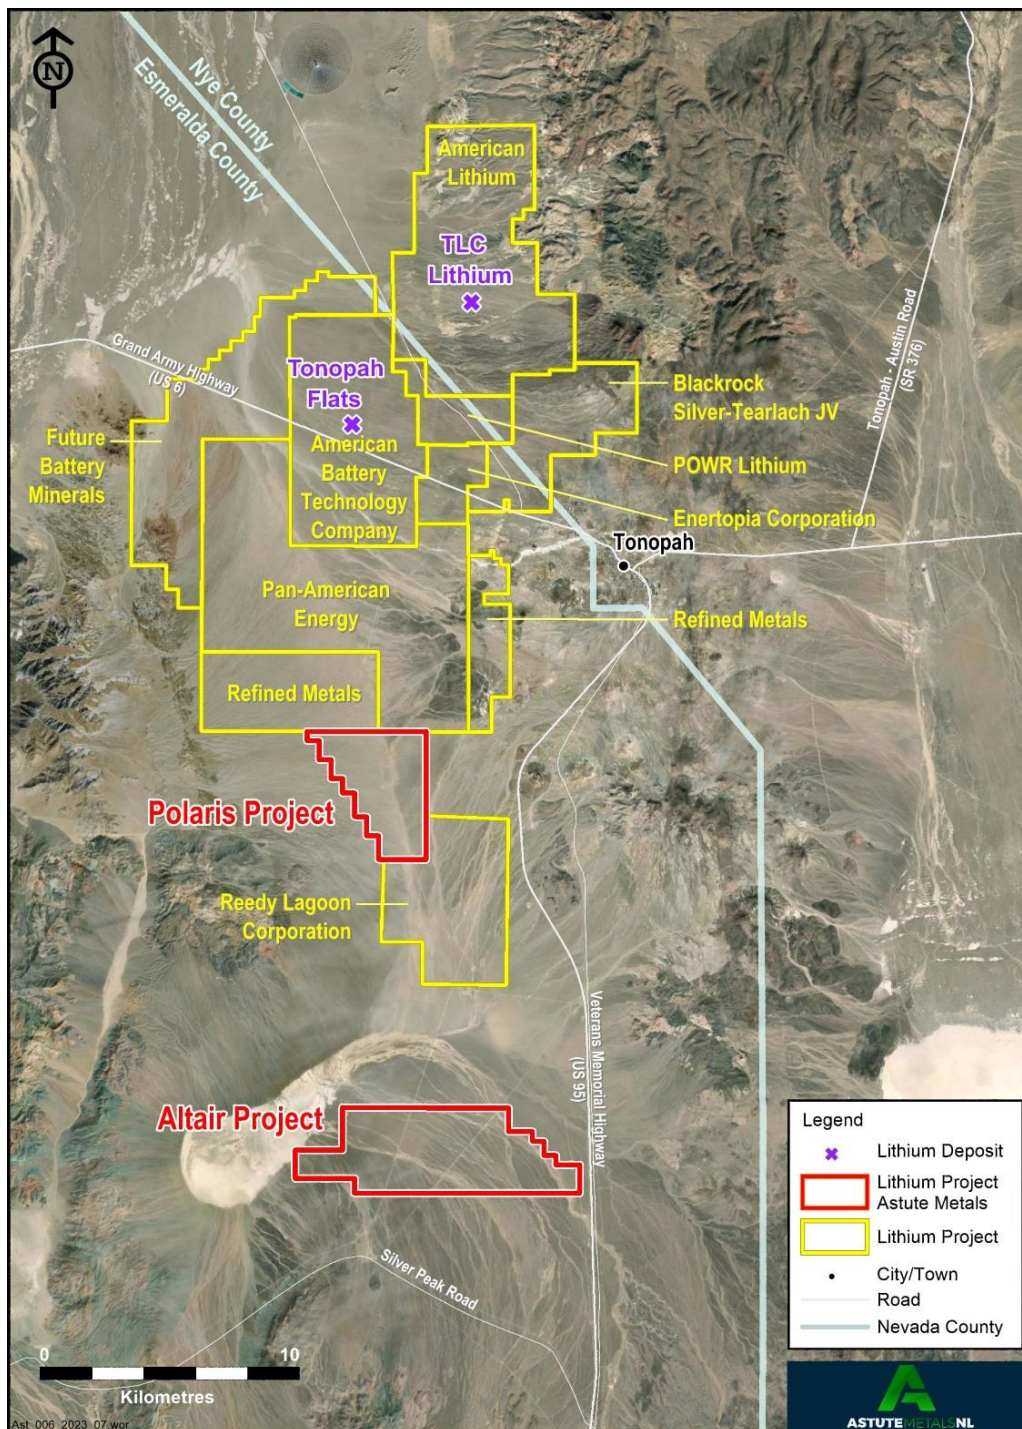 N
Nye County
Esmeralda County
American
Lithium
TLC
Lithium
Tonopah
Flats
Grand Army Highway
(US 6)
Tonopah - Austin Road
(SR 376)
Blackrock
Silver-Tearlach JV
Future
Battery
Minerals
American
Battery
Technology
Company
POWR Lithium
Enertopia Corporation
Tonopah
Pan-American
Energy
Refined Metals
Refined Metals
Polaris Project
Reedy Lagoon
Corporation
Veterans Memorial Highway
(US 95)
Altair Project
Silver Peak Road
Legend
Lithium Deposit
Lithium Project
Astute Metals
Lithium Project
City/Town
Road
Nevada County
0 10
Kilometres
Ast_006_2023_07.wor
ASTUTEMETALSNL